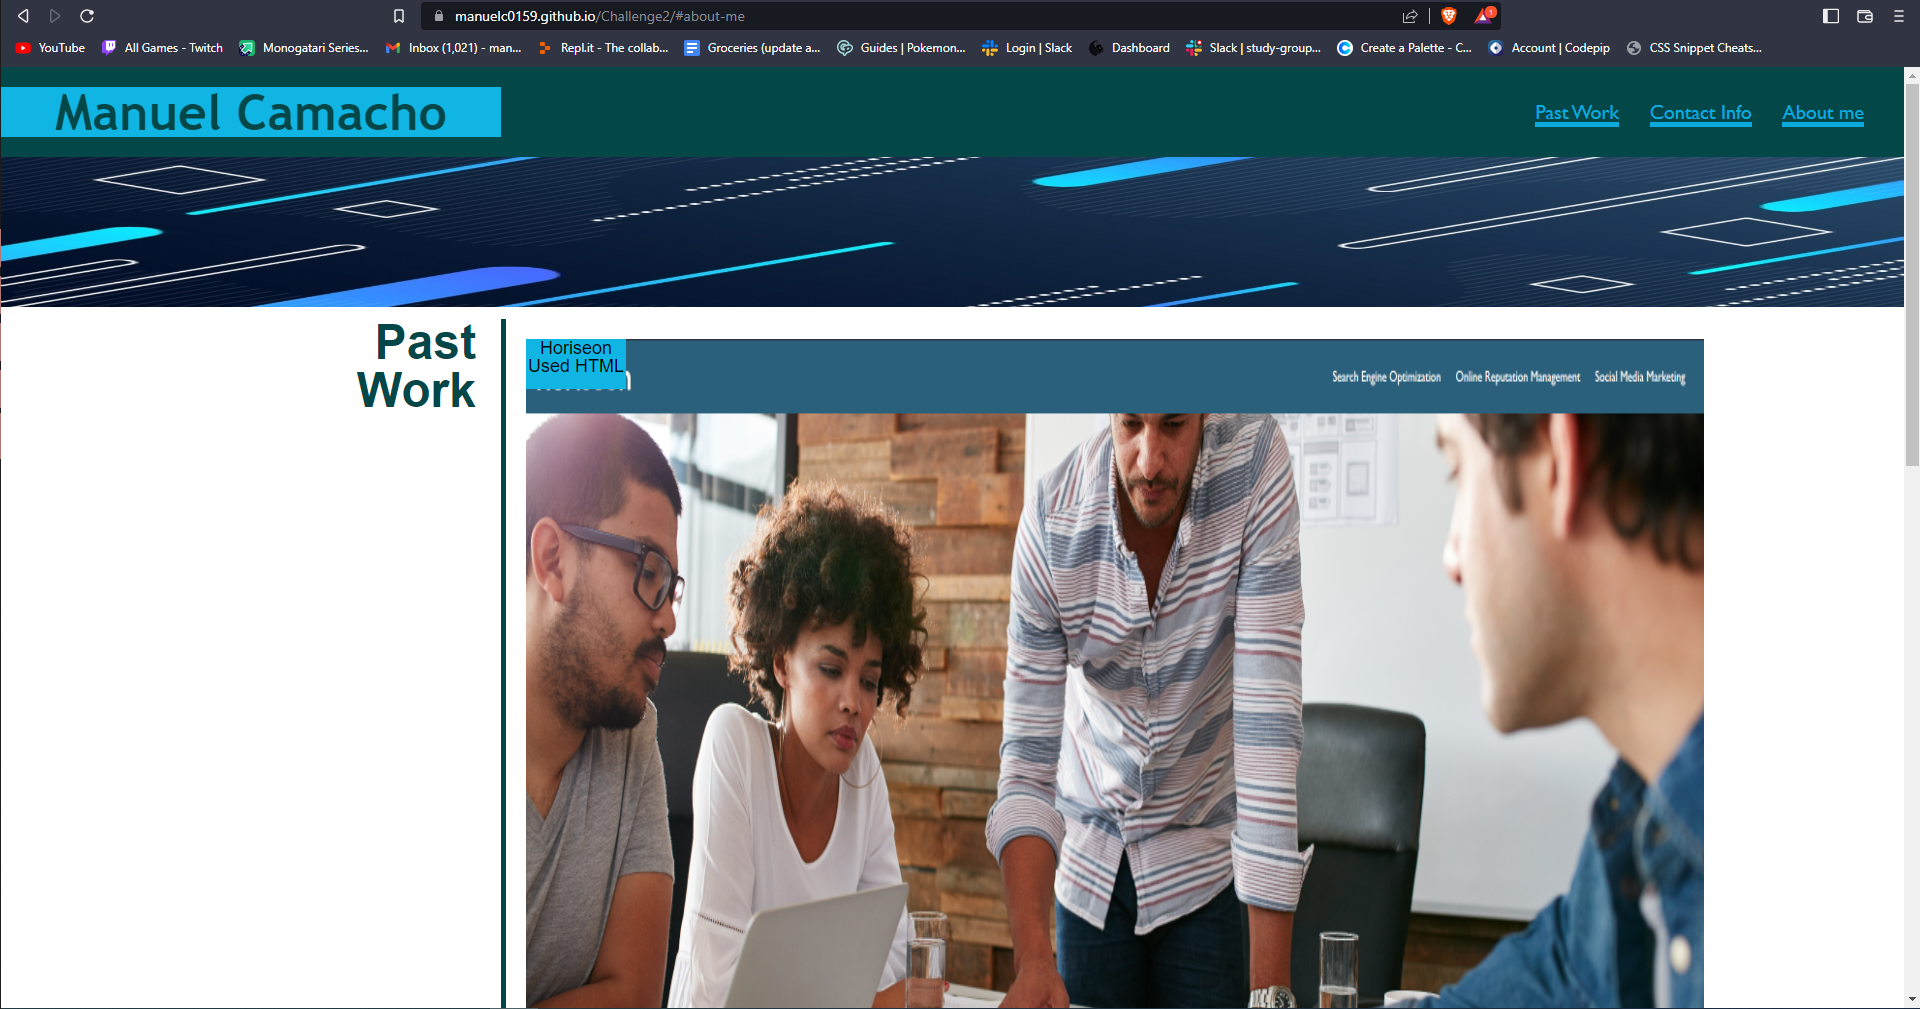 manuelc0159.github.io/Challenge2/#about-me
1
YouTube
All Games - Twitch
Monogatari Series...
Inbox (1,021) - man...
Repl.it - The collab...
Groceries (update a...
Guides | Pokemon...
Login | Slack
Dashboard
Slack | study-group...
Create a Palette - C...
Account | Codepip
CSS Snippet Cheats...
Manuel Camacho
Past Work
Contact Info
About me
Past
Work
Horiseon
Used HTML
Search Engine Optimization
Online Reputation Management
Social Media Marketing